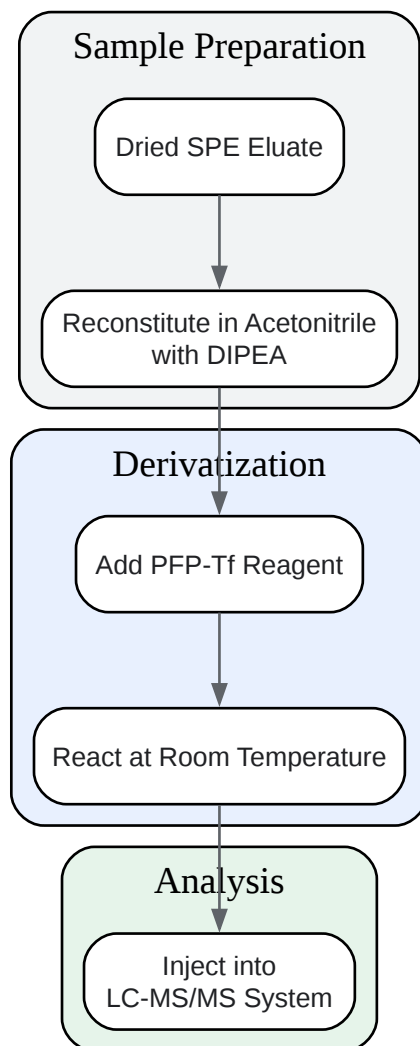 Sample Preparation
Dried SPE Eluate
Reconstitute in Acetonitrile
with DIPEA
Derivatization
Add PFP-Tf Reagent
React at Room Temperature
Analysis
Inject into
LC-MS/MS System